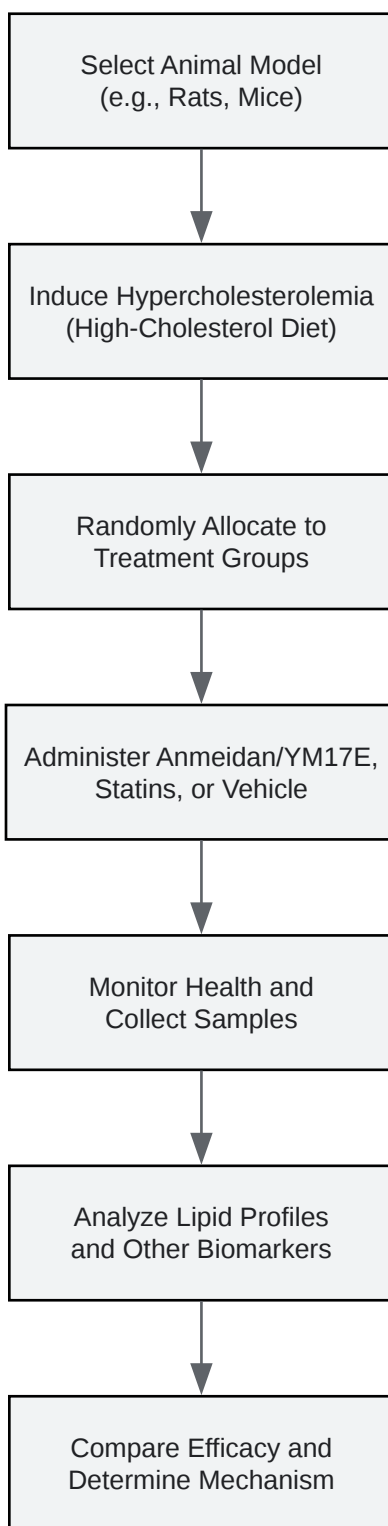 Select Animal Model
(e.g., Rats, Mice)
Induce Hypercholesterolemia
(High-Cholesterol Diet)
Randomly Allocate to
Treatment Groups
Administer Anmeidan/YM17E,
Statins, or Vehicle
Monitor Health and
Collect Samples
Analyze Lipid Profiles
and Other Biomarkers
Compare Efficacy and
Determine Mechanism